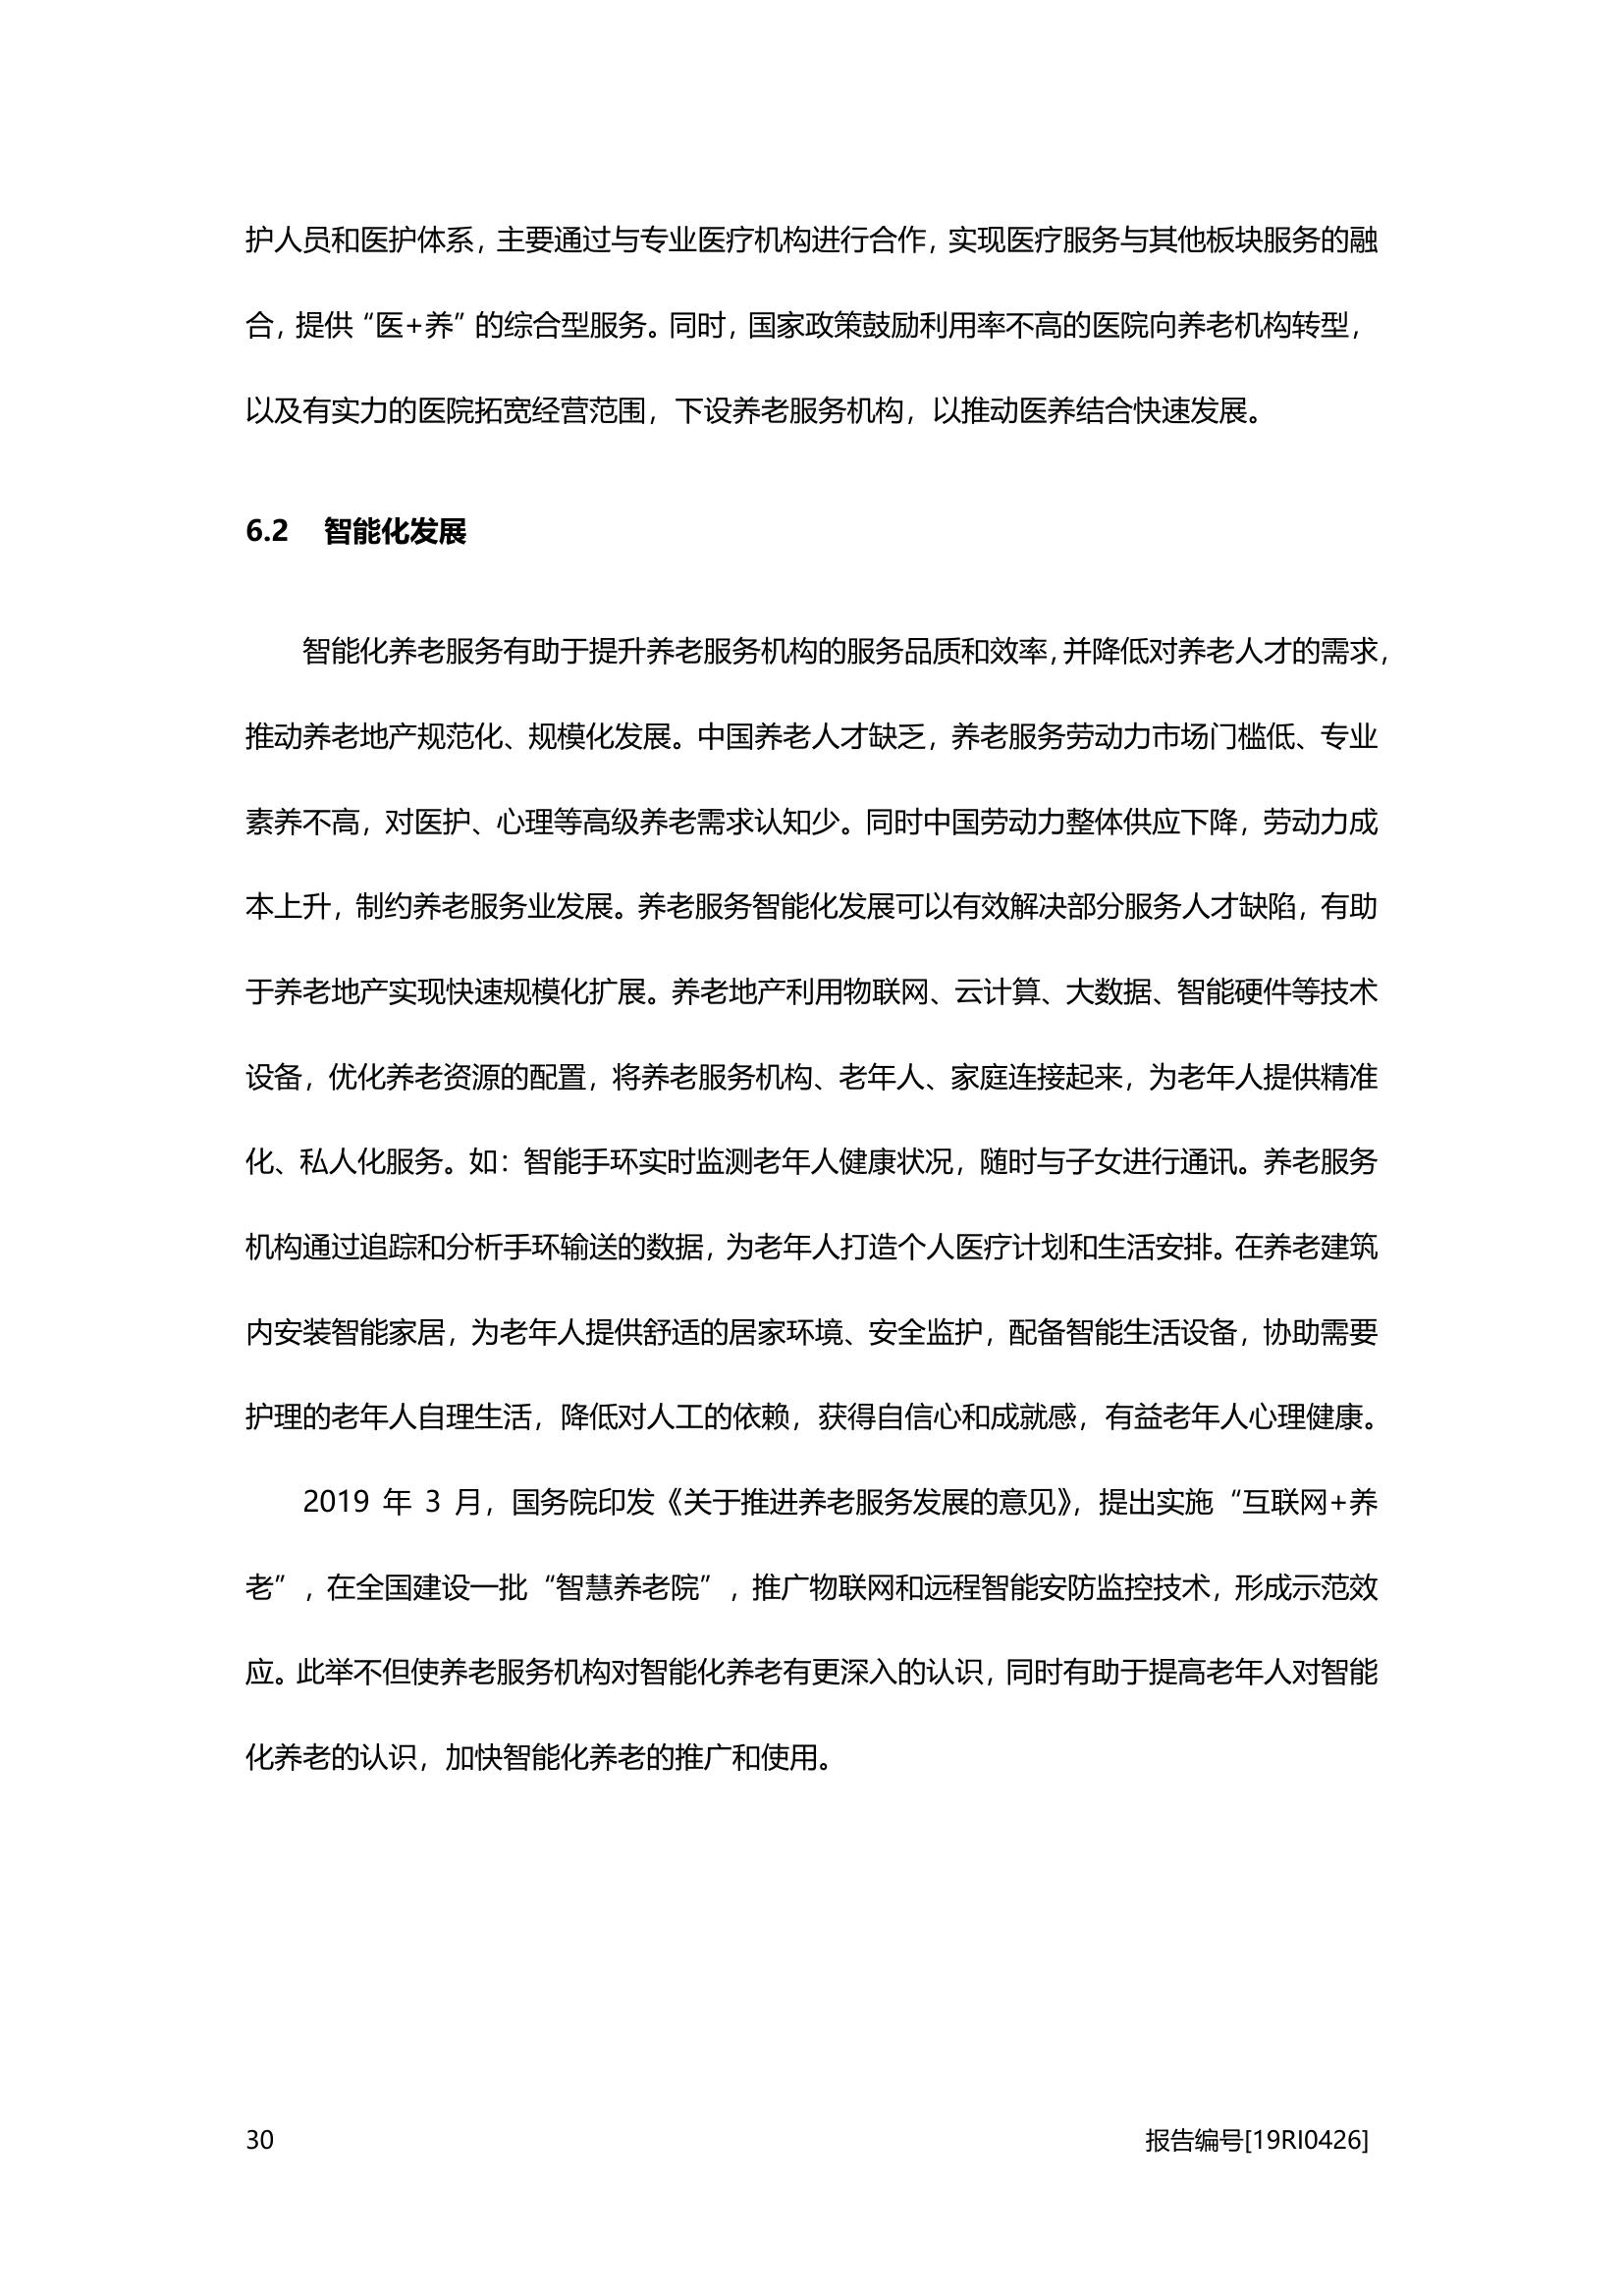 护人员和医护体系，主要通过与专业医疗机构进行合作，实现医疗服务与其他板块服务的融
合，提供“医+养”的综合型服务。同时，国家政策鼓励利用率不高的医院向养老机构转型，
以及有实力的医院拓宽经营范围，下设养老服务机构，以推动医养结合快速发展。
6.2 智能化发展
智能化养老服务有助于提升养老服务机构的服务品质和效率，并降低对养老人才的需求，
推动养老地产规范化、规模化发展。中国养老人才缺乏，养老服务劳动力市场门槛低、专业
素养不高，对医护、心理等高级养老需求认知少。同时中国劳动力整体供应下降，劳动力成
本上升，制约养老服务业发展。养老服务智能化发展可以有效解决部分服务人才缺陷，有助
于养老地产实现快速规模化扩展。养老地产利用物联网、云计算、大数据、智能硬件等技术
设备，优化养老资源的配置，将养老服务机构、老年人、家庭连接起来，为老年人提供精准
化、私人化服务。如：智能手环实时监测老年人健康状况，随时与子女进行通讯。养老服务
机构通过追踪和分析手环输送的数据，为老年人打造个人医疗计划和生活安排。在养老建筑
内安装智能家居，为老年人提供舒适的居家环境、安全监护，配备智能生活设备，协助需要
护理的老年人自理生活，降低对人工的依赖，获得自信心和成就感，有益老年人心理健康。
2019 年 3 月，国务院印发《关于推进养老服务发展的意见》，提出实施“互联网+养
老”，在全国建设一批“智慧养老院”，推广物联网和远程智能安防监控技术，形成示范效
应。此举不但使养老服务机构对智能化养老有更深入的认识，同时有助于提高老年人对智能
化养老的认识，加快智能化养老的推广和使用。
30 报告编号[19RI0426]